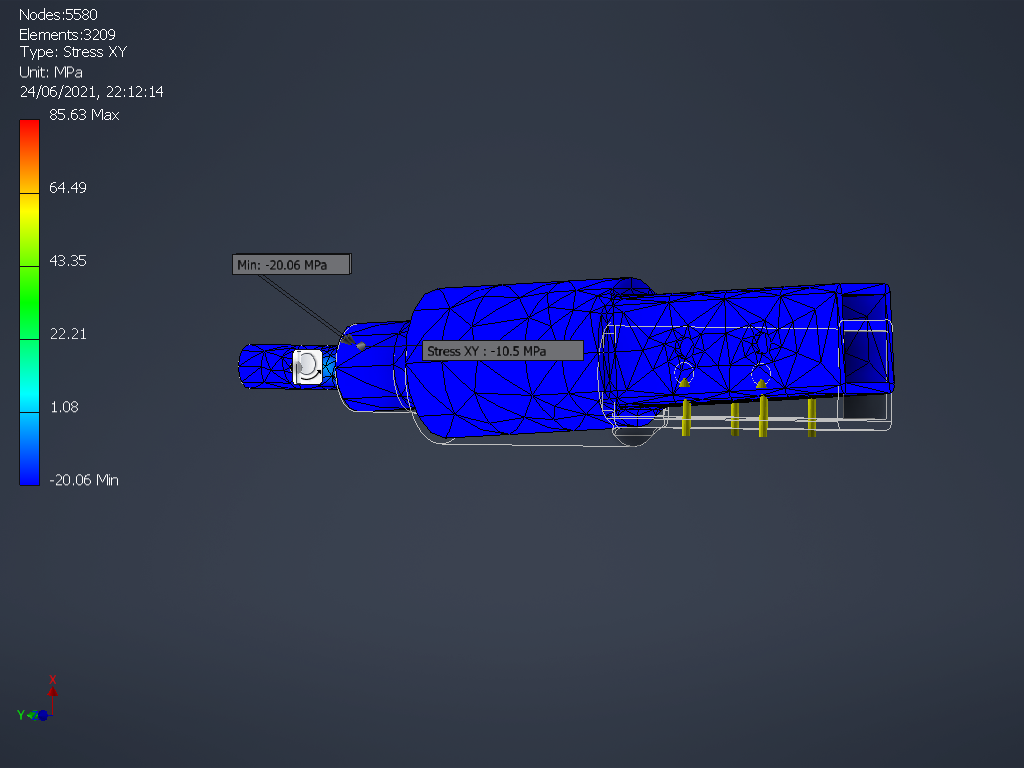 Nodes:5580
Elements:3209
Type: Stress XY
Unit: MPa
24/06/2021, 22:12:14
85.63 Max
64.49
43.35
22.21
1.08
-20.06 Min
Min: -20.06 MPa
Stress XY : -10.5 MPa
X
Y